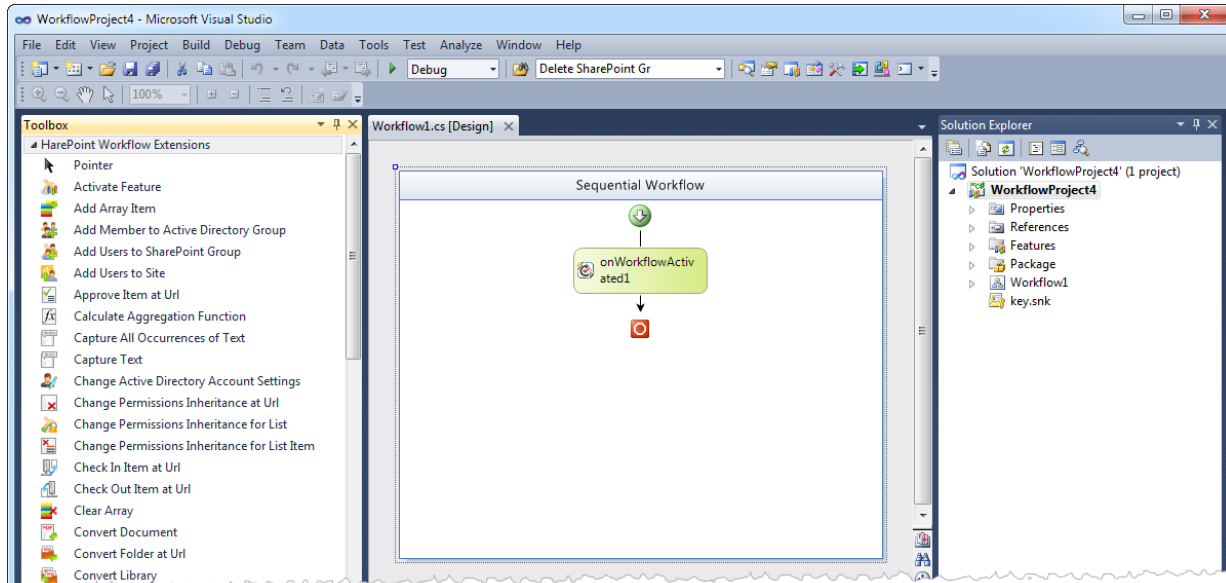 WorkflowProject4 - Microsoft Visual Studio
File Edit View Project Build Debug Team Data Tools Test Analyze Window Help
Debug Delete SharePoint Gr
100%
Toolbox
HarePoint Workflow Extensions
Pointer
Activate Feature
Add Array Item
Add Member to Active Directory Group
Add Users to SharePoint Group
Add Users to Site
Approve Item at Url
Calculate Aggregation Function
Capture All Occurrences of Text
Capture Text
Change Active Directory Account Settings
Change Permissions Inheritance at Url
Change Permissions Inheritance for List
Change Permissions Inheritance for List Item
Check In Item at Url
Check Out Item at Url
Clear Array
Convert Document
Convert Folder at Url
Convert Library
Workflow1.cs [Design]
Sequential Workflow
onWorkflowActiv
ated1
Solution Explorer
Solution 'WorkflowProject4' (1 project)
WorkflowProject4
Properties
References
Features
Package
Workflow1
key.snk